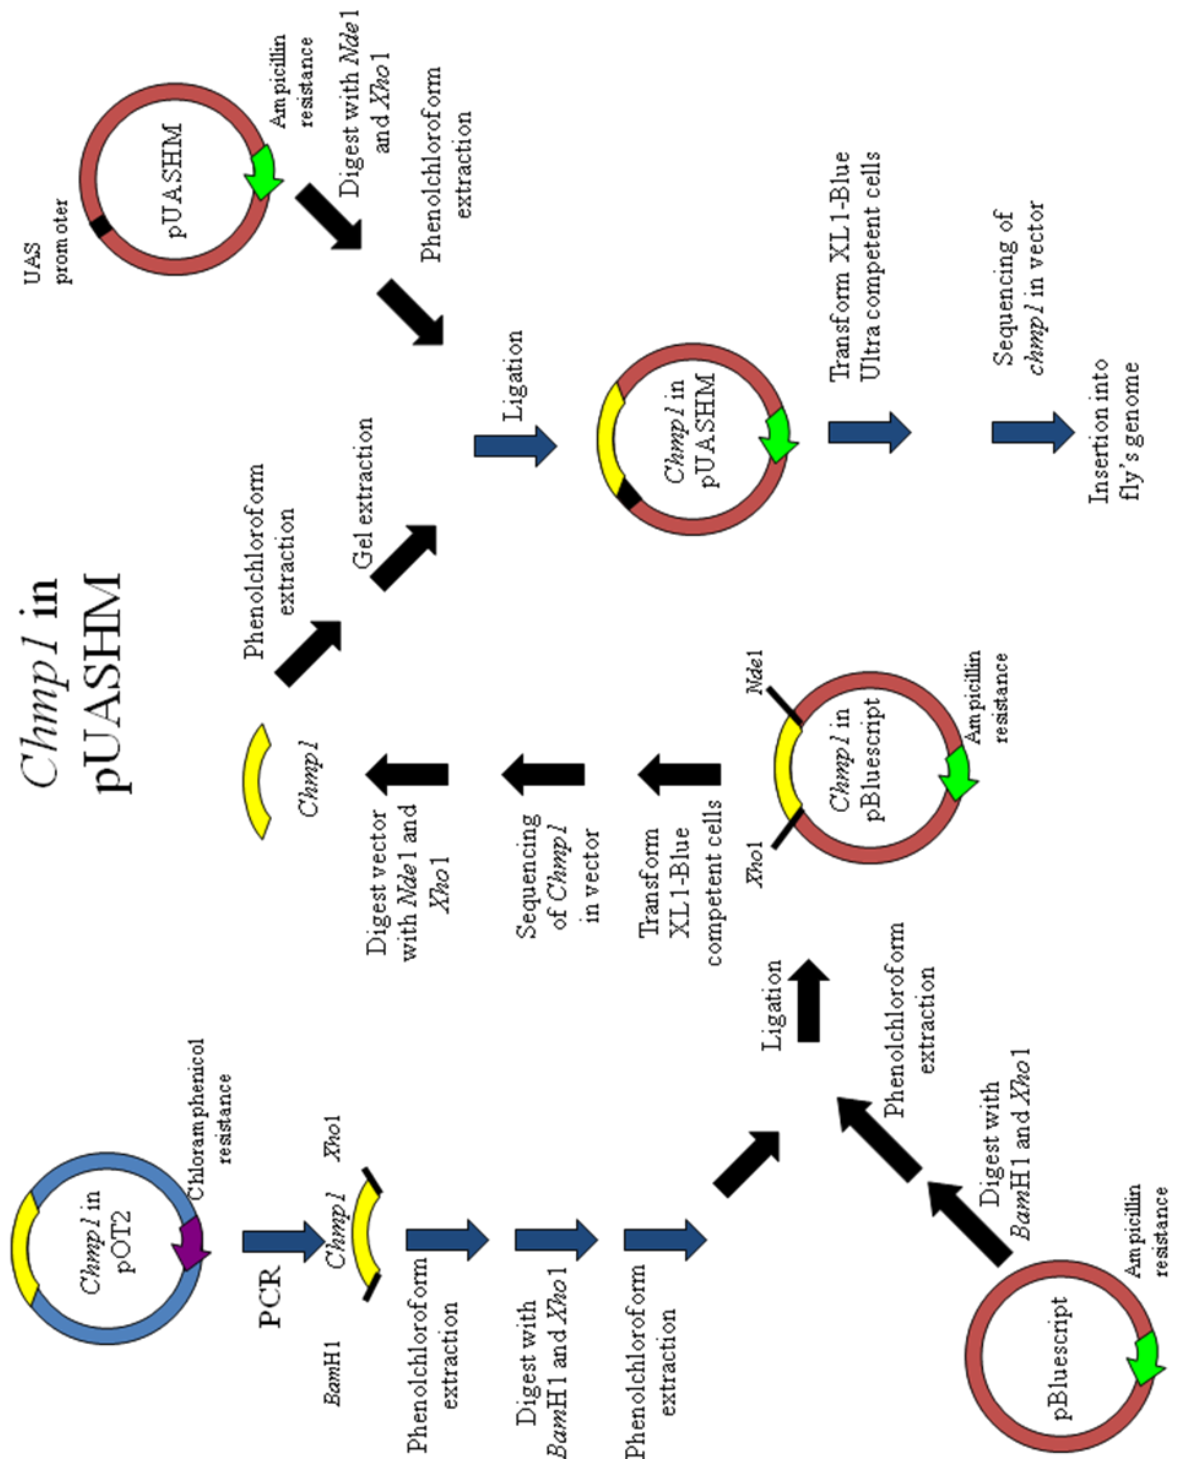 Chmp1 in
pUASHM
Chmp1 in
pOT2
Chloramphenicol
resistance
PCR
BamH1
Chmp1
Xho1
Phenolchloroform
extraction
Digest with
BamH1 and Xho1
Phenolchloroform
extraction
pBluescript
Ampicillin
resistance
Digest with
BamH1 and Xho1
Phenolchloroform
extraction
Ligation
Xho1
Nde1
Chmp1 in
pBluescript
Ampicillin
resistance
Transform
XL1-Blue
competent cells
Sequencing
of Chmp1
in vector
Digest vector
with Nde1 and
Xho1
Chmp1
Phenolchloroform
extraction
Gel extraction
UAS
promoter
pUASHM
Ampicillin
resistance
Digest with Nde1
and Xho1
Phenolchloroform
extraction
Ligation
Chmp1 in
pUASHM
Transform XL1-Blue
Ultra competent cells
Sequencing of
chmp1 in vector
Insertion into
fly's genome